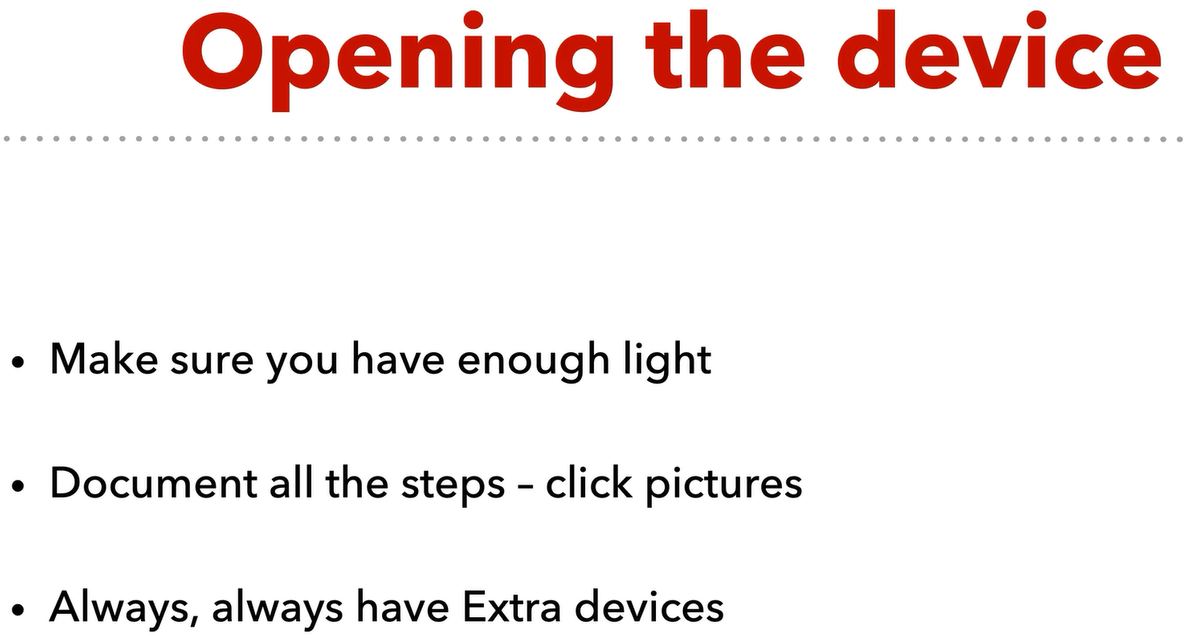 Opening the device
• Make sure you have enough light
• Document all the steps – click pictures
• Always, always have Extra devices